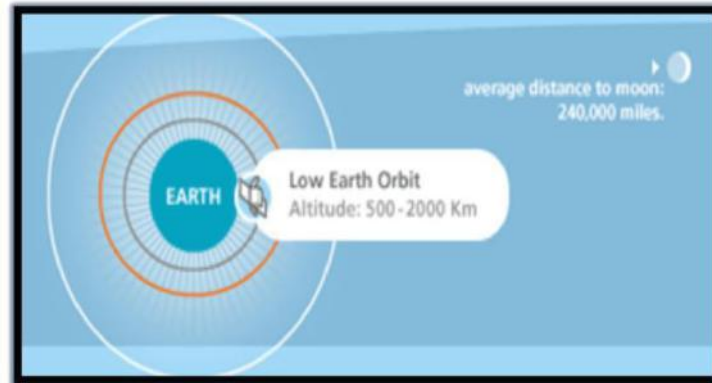 average distance to moon:
240,000 miles.
EARTH
Low Earth Orbit
Altitude: 500-2000 Km